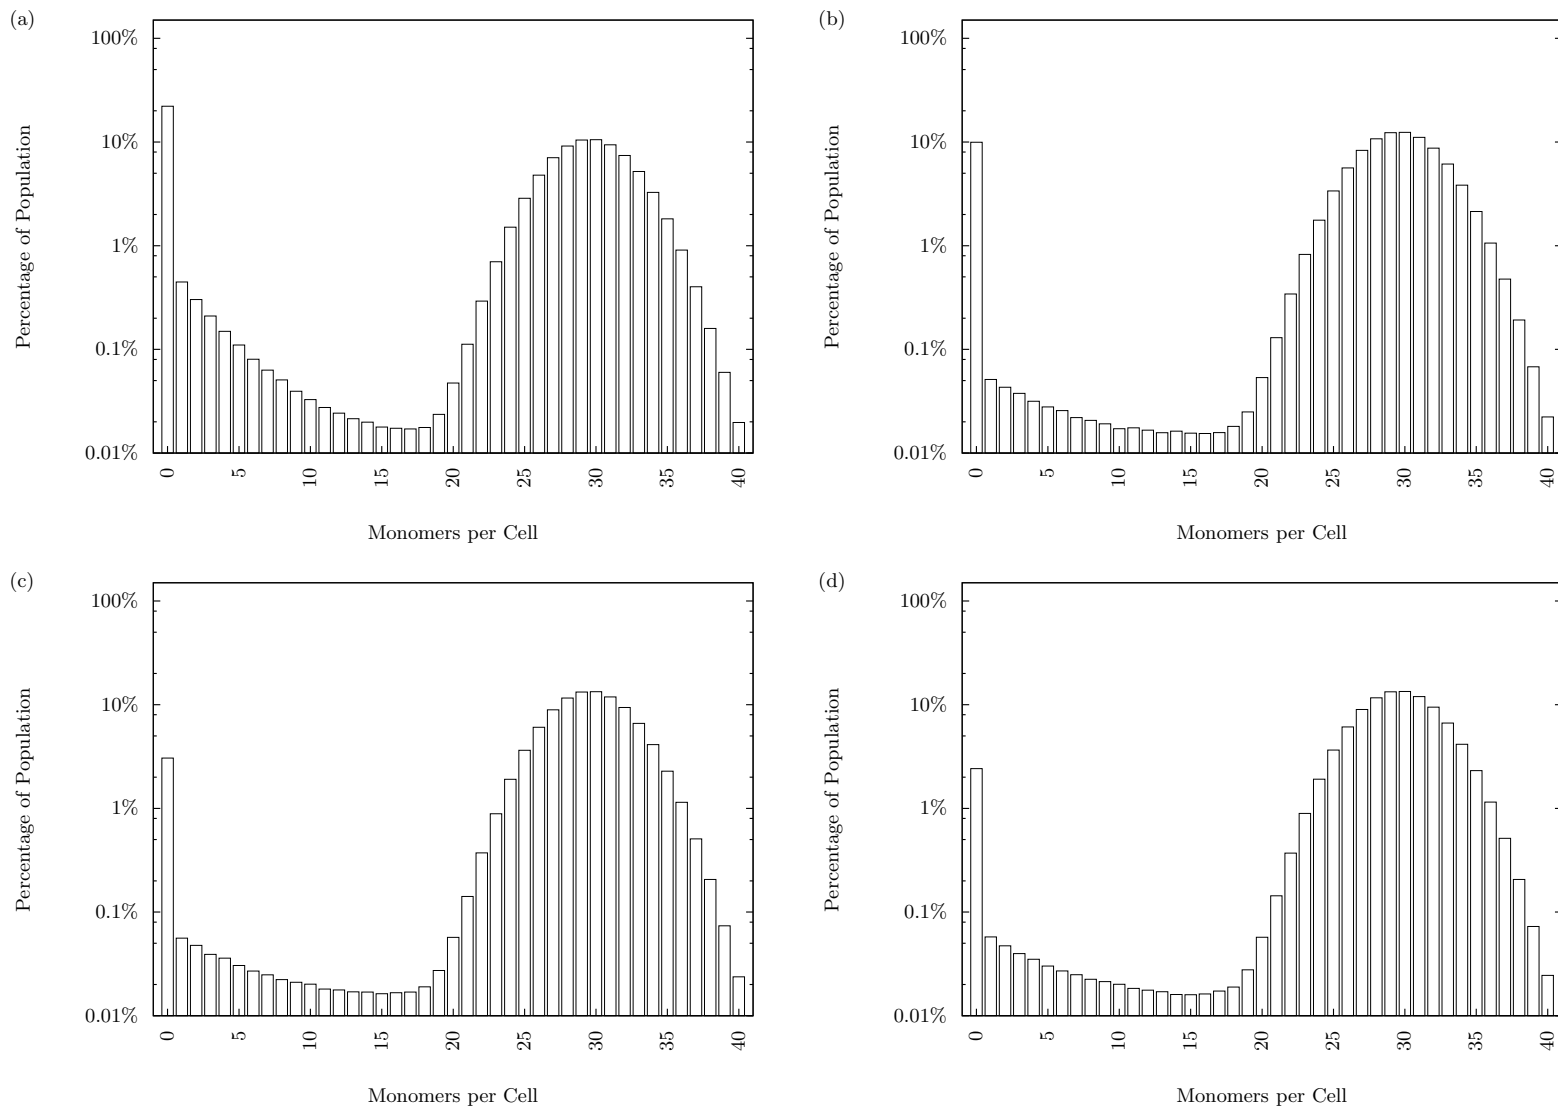 (a)
Percentage of Population
100%
10%
1%
0.1%
0.01%
0 5 10 15 20 25 30 35 40
Monomers per Cell
(b)
Percentage of Population
100%
10%
1%
0.1%
0.01%
0 5 10 15 20 25 30 35 40
Monomers per Cell
(c)
Percentage of Population
100%
10%
1%
0.1%
0.01%
0 5 10 15 20 25 30 35 40
Monomers per Cell
(d)
Percentage of Population
100%
10%
1%
0.1%
0.01%
0 5 10 15 20 25 30 35 40
Monomers per Cell